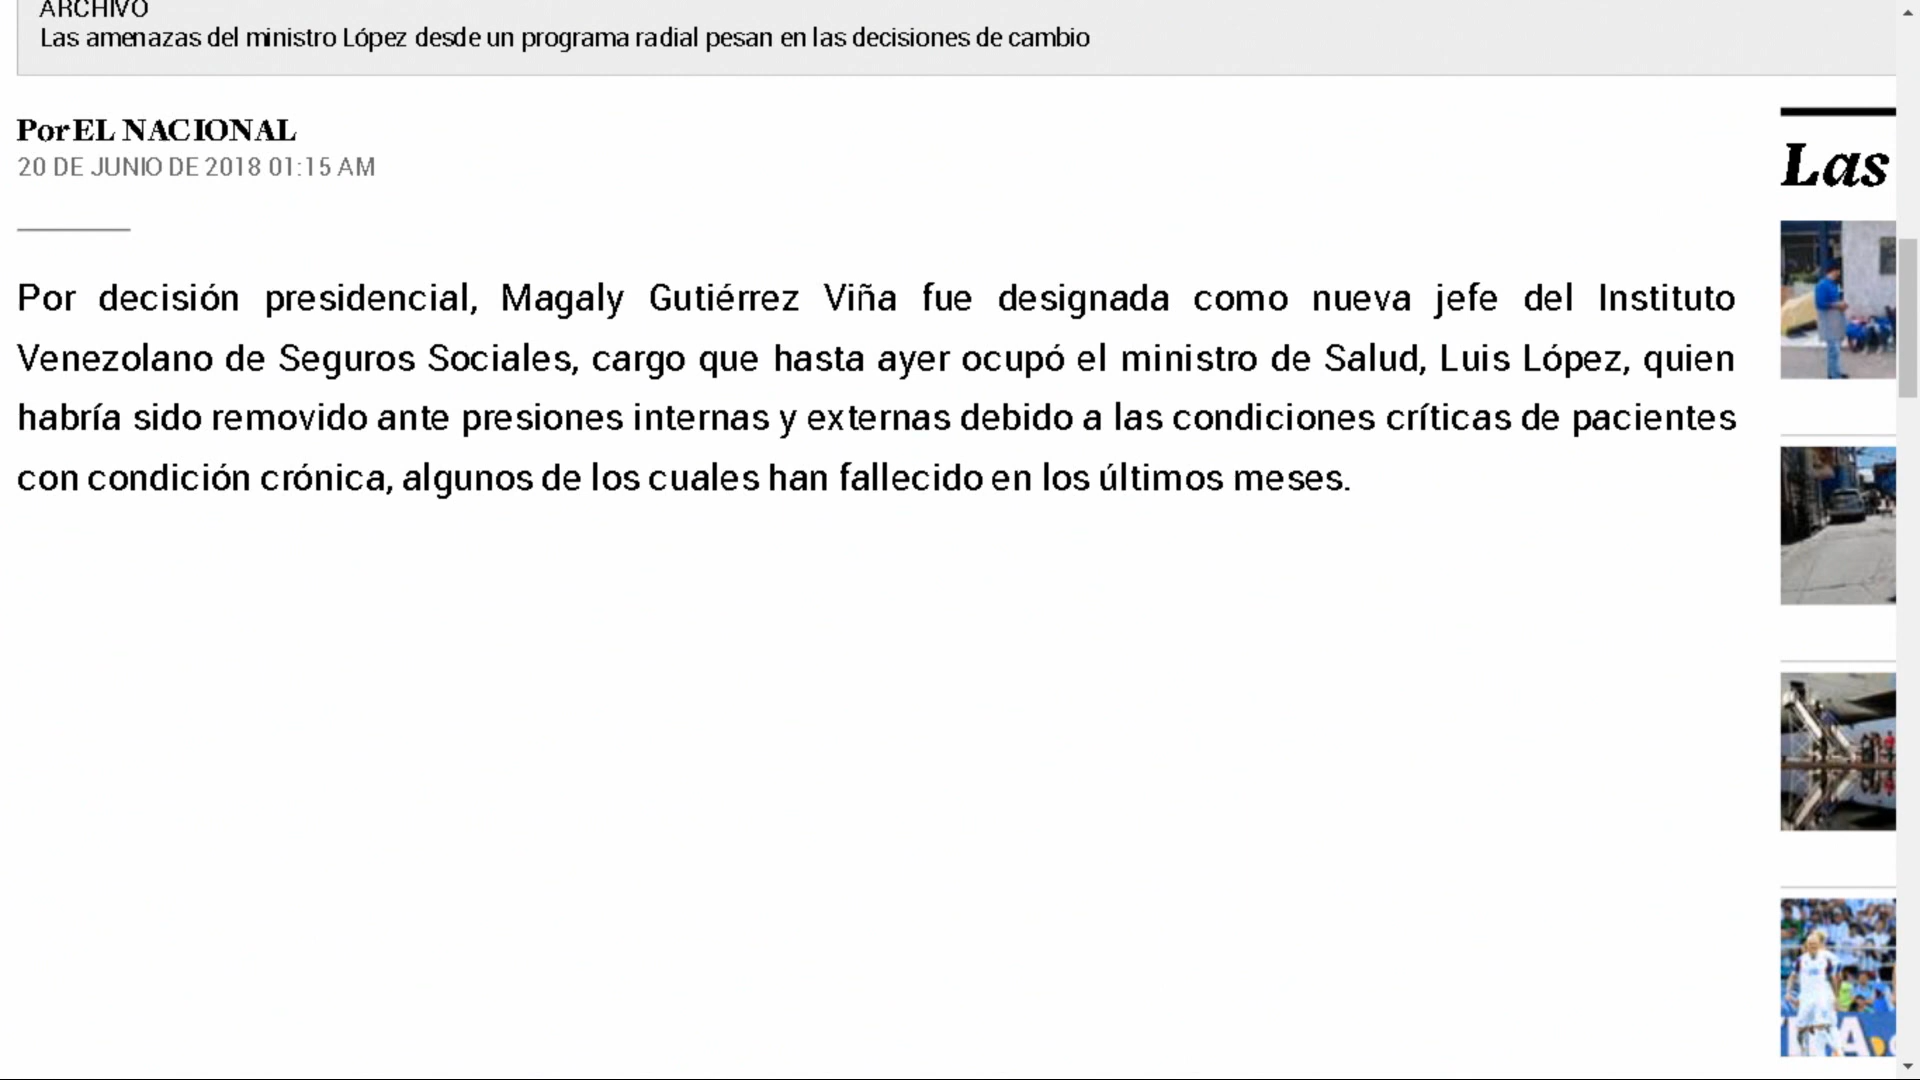 ARCHIVO
Las amenazas del ministro López desde un programa radial pesan en las decisiones de cambio
Por EL NACIONAL
20 DE JUNIO DE 2018 01:15 AM
Por decisión presidencial, Magaly Gutiérrez Viña fue designada como nueva jefe del Instituto
Venezolano de Seguros Sociales, cargo que hasta ayer ocupó el ministro de Salud, Luis López, quien
habría sido removido ante presiones internas y externas debido a las condiciones críticas de pacientes
con condición crónica, algunos de los cuales han fallecido en los últimos meses.
Las